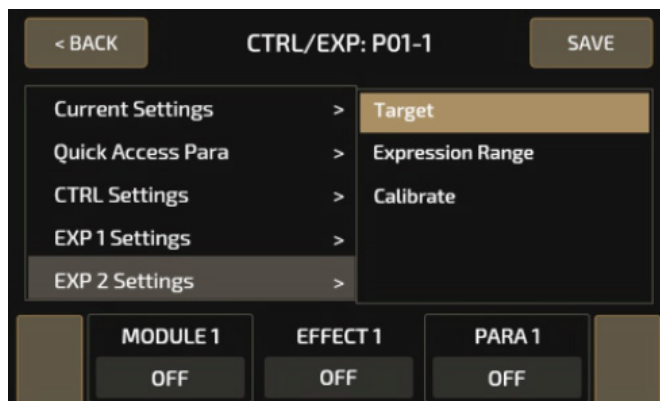 < BACK CTRL/EXP: P01-1 SAVE
Current Settings > Target
Quick Access Para > Expression Range
CTRL Settings > Calibrate
EXP 1 Settings >
EXP 2 Settings >
MODULE 1 EFFECT 1 PARA 1
OFF OFF OFF